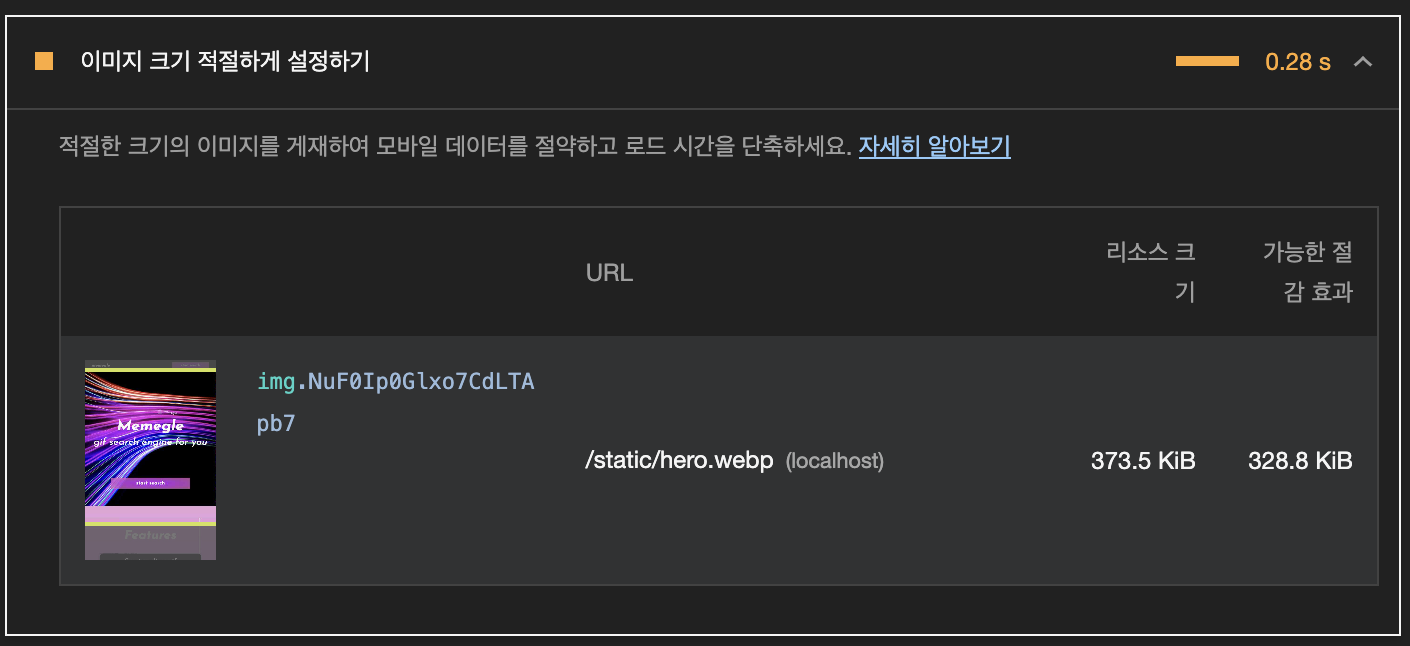 이미지 크기 적절하게 설정하기
0.28 s
적절한 크기의 이미지를 게재하여 모바일 데이터를 절약하고 로드 시간을 단축하세요. 자세히 알아보기
URL
리소스 크
기
가능한 절
감 효과
Memegle
gif search engine for you
start search
Features
img.NuF0Ip0Glxo7CdLTA
pb7
/static/hero.webp (localhost)
373.5 KiB
328.8 KiB